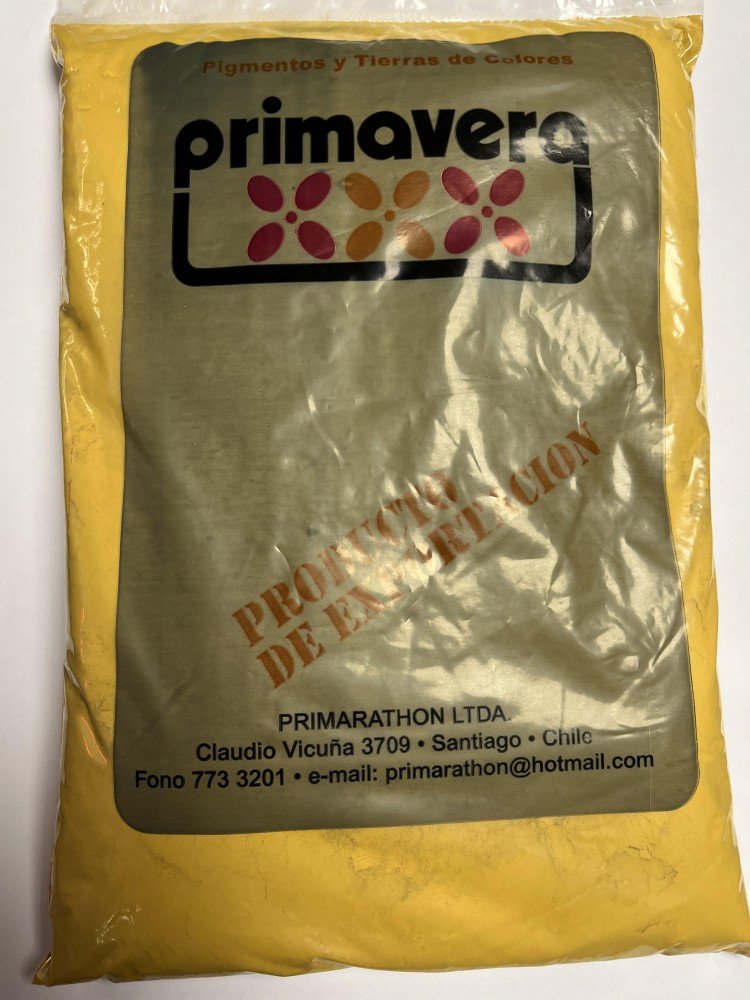 Pigmentos y Tierras de Colores
primavera
PRODUCTO
DE EXPORTACION
PRIMARATHON LTDA.
Claudio Vicuña 3709 • Santiago • Chile
Fono 773 3201 • e-mail: primarathon@hotmail.com